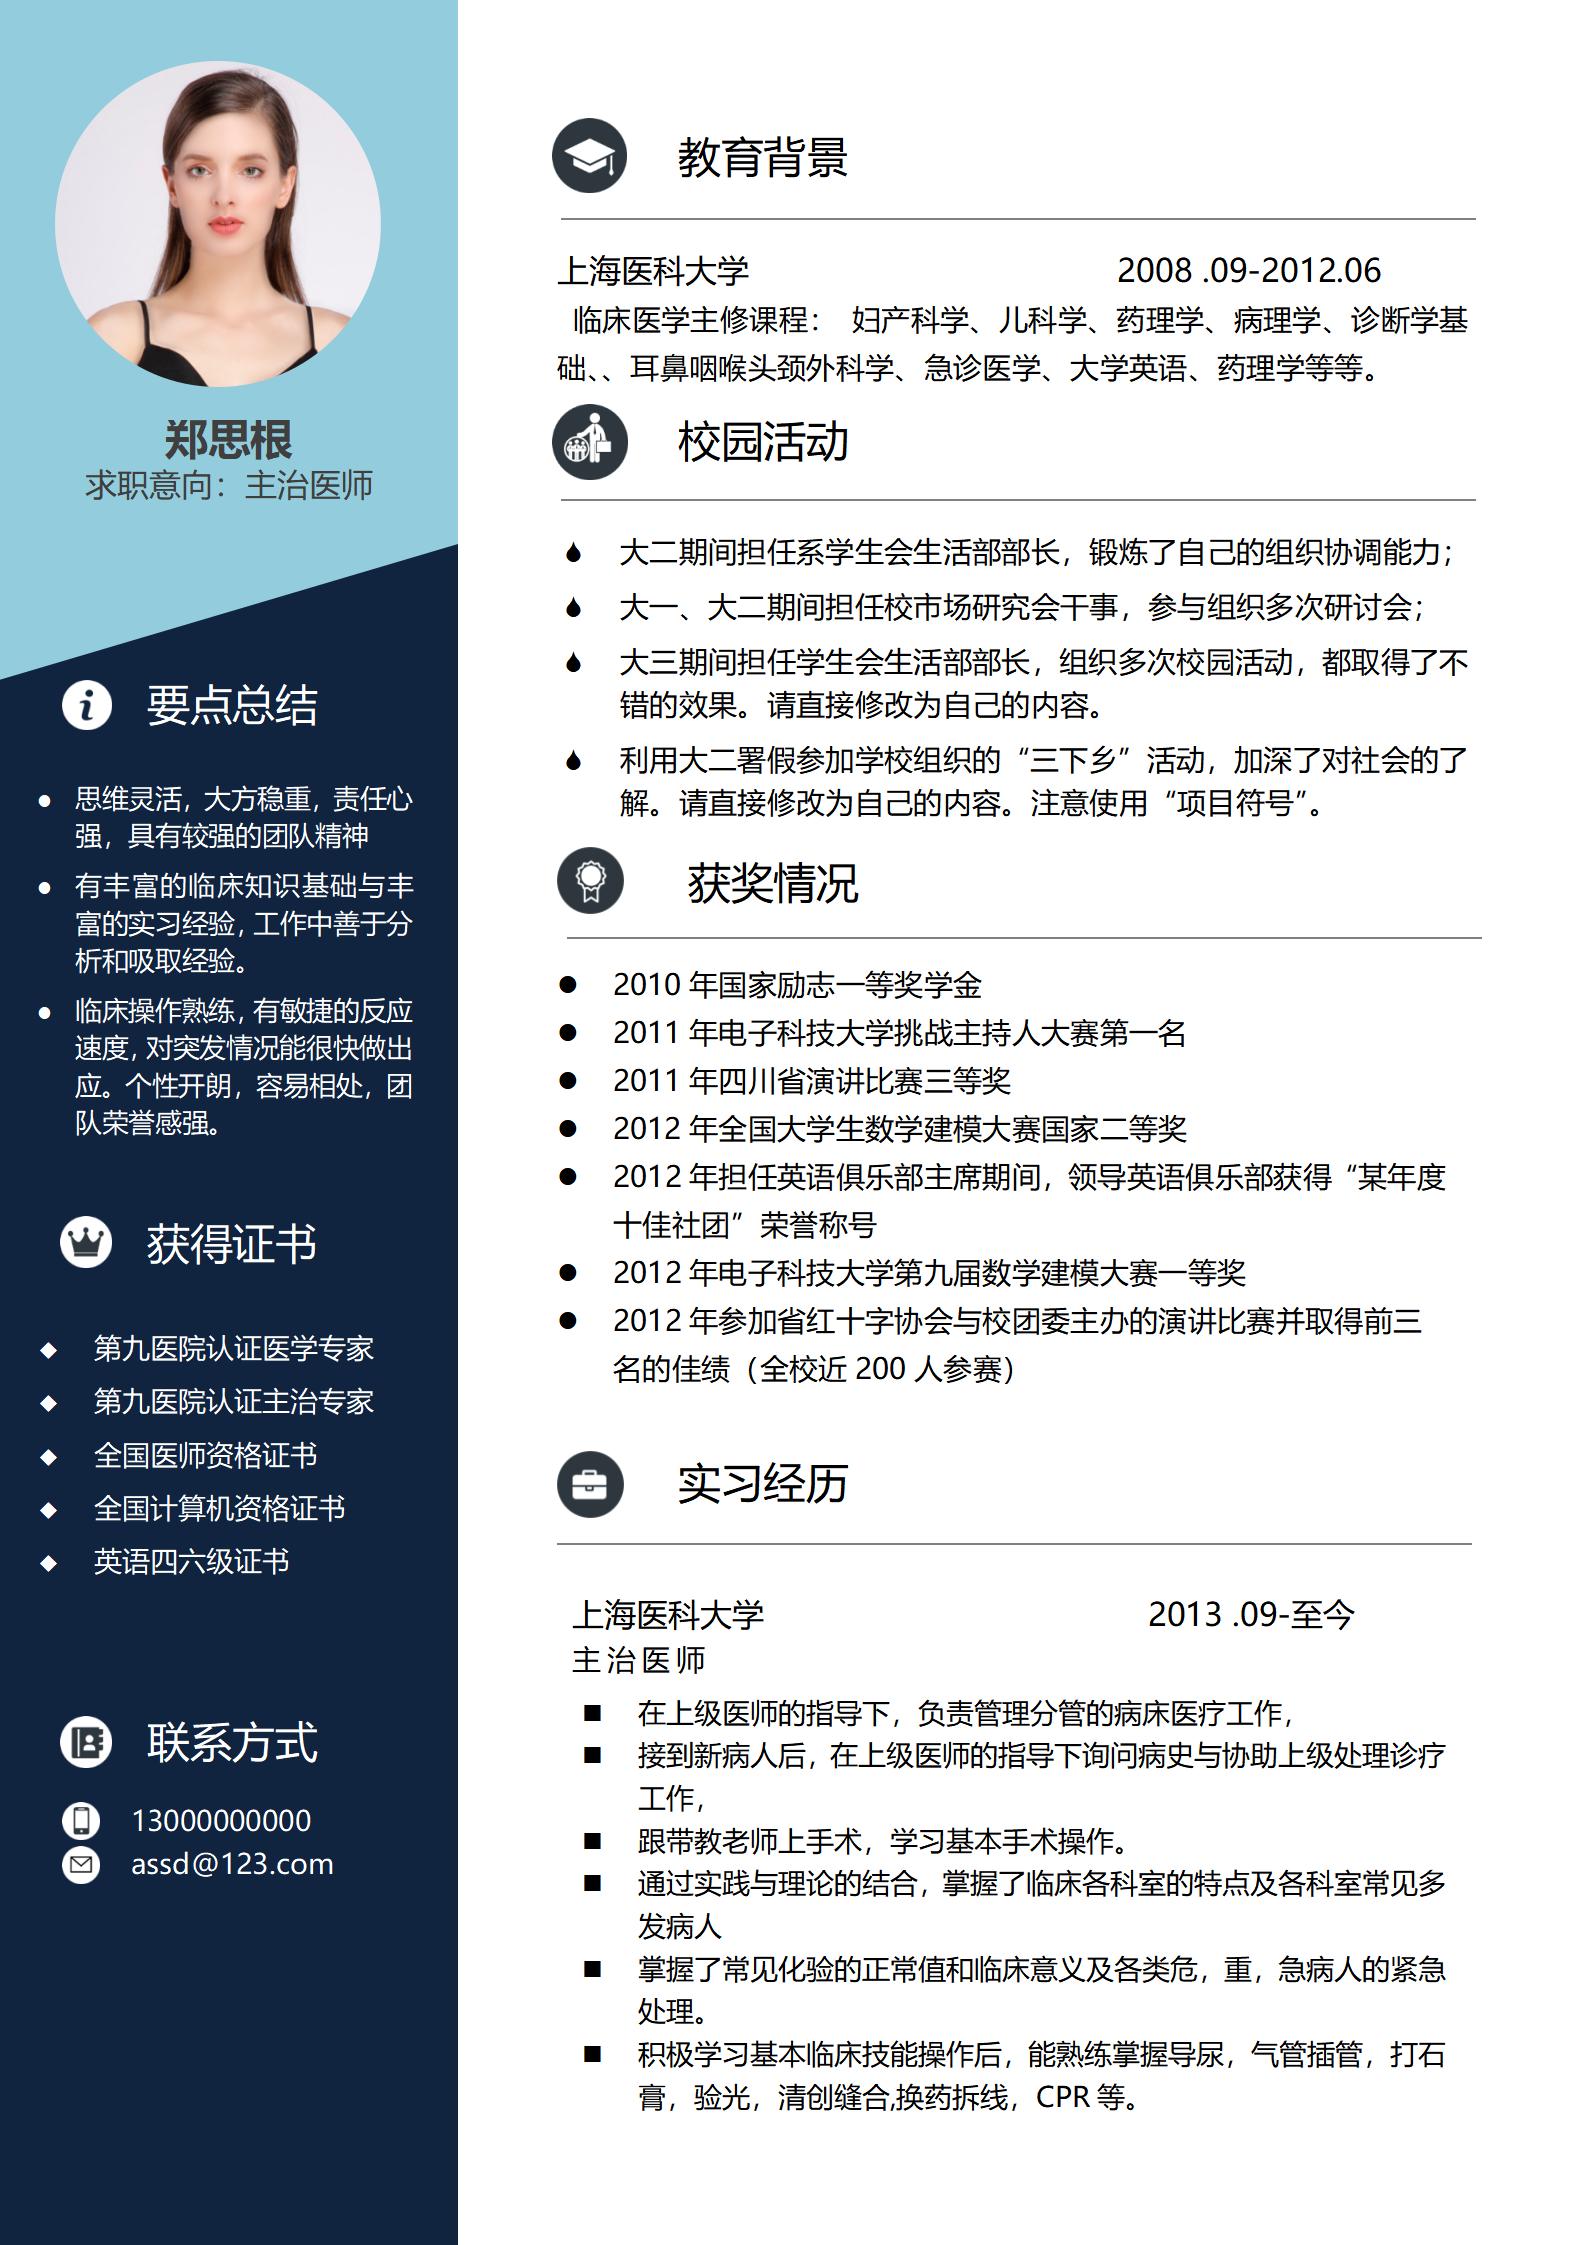 郑思根
求职意向：主治医师
要点总结
思维灵活，大方稳重，责任心
强，具有较强的团队精神
有丰富的临床知识基础与丰
富的实习经验，工作中善于分
析和吸取经验。
临床操作熟练，有敏捷的反应
速度，对突发情况能很快做出
应。个性开朗，容易相处，团
队荣誉感强。
获得证书
第九医院认证医学专家
第九医院认证主治专家
全国医师资格证书
全国计算机资格证书
英语四六级证书
联系方式
13000000000
assd@123.com
教育背景
上海医科大学 2008 .09-2012.06
临床医学主修课程： 妇产科学、儿科学、药理学、病理学、诊断学基
础、、耳鼻咽喉头颈外科学、急诊医学、大学英语、药理学等等。
校园活动
大二期间担任系学生会生活部部长，锻炼了自己的组织协调能力；
大一、大二期间担任校市场研究会干事，参与组织多次研讨会；
大三期间担任学生会生活部部长，组织多次校园活动，都取得了不
错的效果。请直接修改为自己的内容。
利用大二署假参加学校组织的“三下乡”活动，加深了对社会的了
解。请直接修改为自己的内容。注意使用“项目符号”。
获奖情况
2010 年国家励志一等奖学金
2011 年电子科技大学挑战主持人大赛第一名
2011 年四川省演讲比赛三等奖
2012 年全国大学生数学建模大赛国家二等奖
2012 年担任英语俱乐部主席期间，领导英语俱乐部获得“某年度
十佳社团”荣誉称号
2012 年电子科技大学第九届数学建模大赛一等奖
2012 年参加省红十字协会与校团委主办的演讲比赛并取得前三
名的佳绩（全校近 200 人参赛）
实习经历
上海医科大学 2013 .09-至今
主治医师
在上级医师的指导下，负责管理分管的病床医疗工作，
接到新病人后，在上级医师的指导下询问病史与协助上级处理诊疗
工作，
跟带教老师上手术，学习基本手术操作。
通过实践与理论的结合，掌握了临床各科室的特点及各科室常见多
发病人
掌握了常见化验的正常值和临床意义及各类危，重，急病人的紧急
处理。
积极学习基本临床技能操作后，能熟练掌握导尿，气管插管，打石
膏，验光，清创缝合,换药拆线，CPR 等。